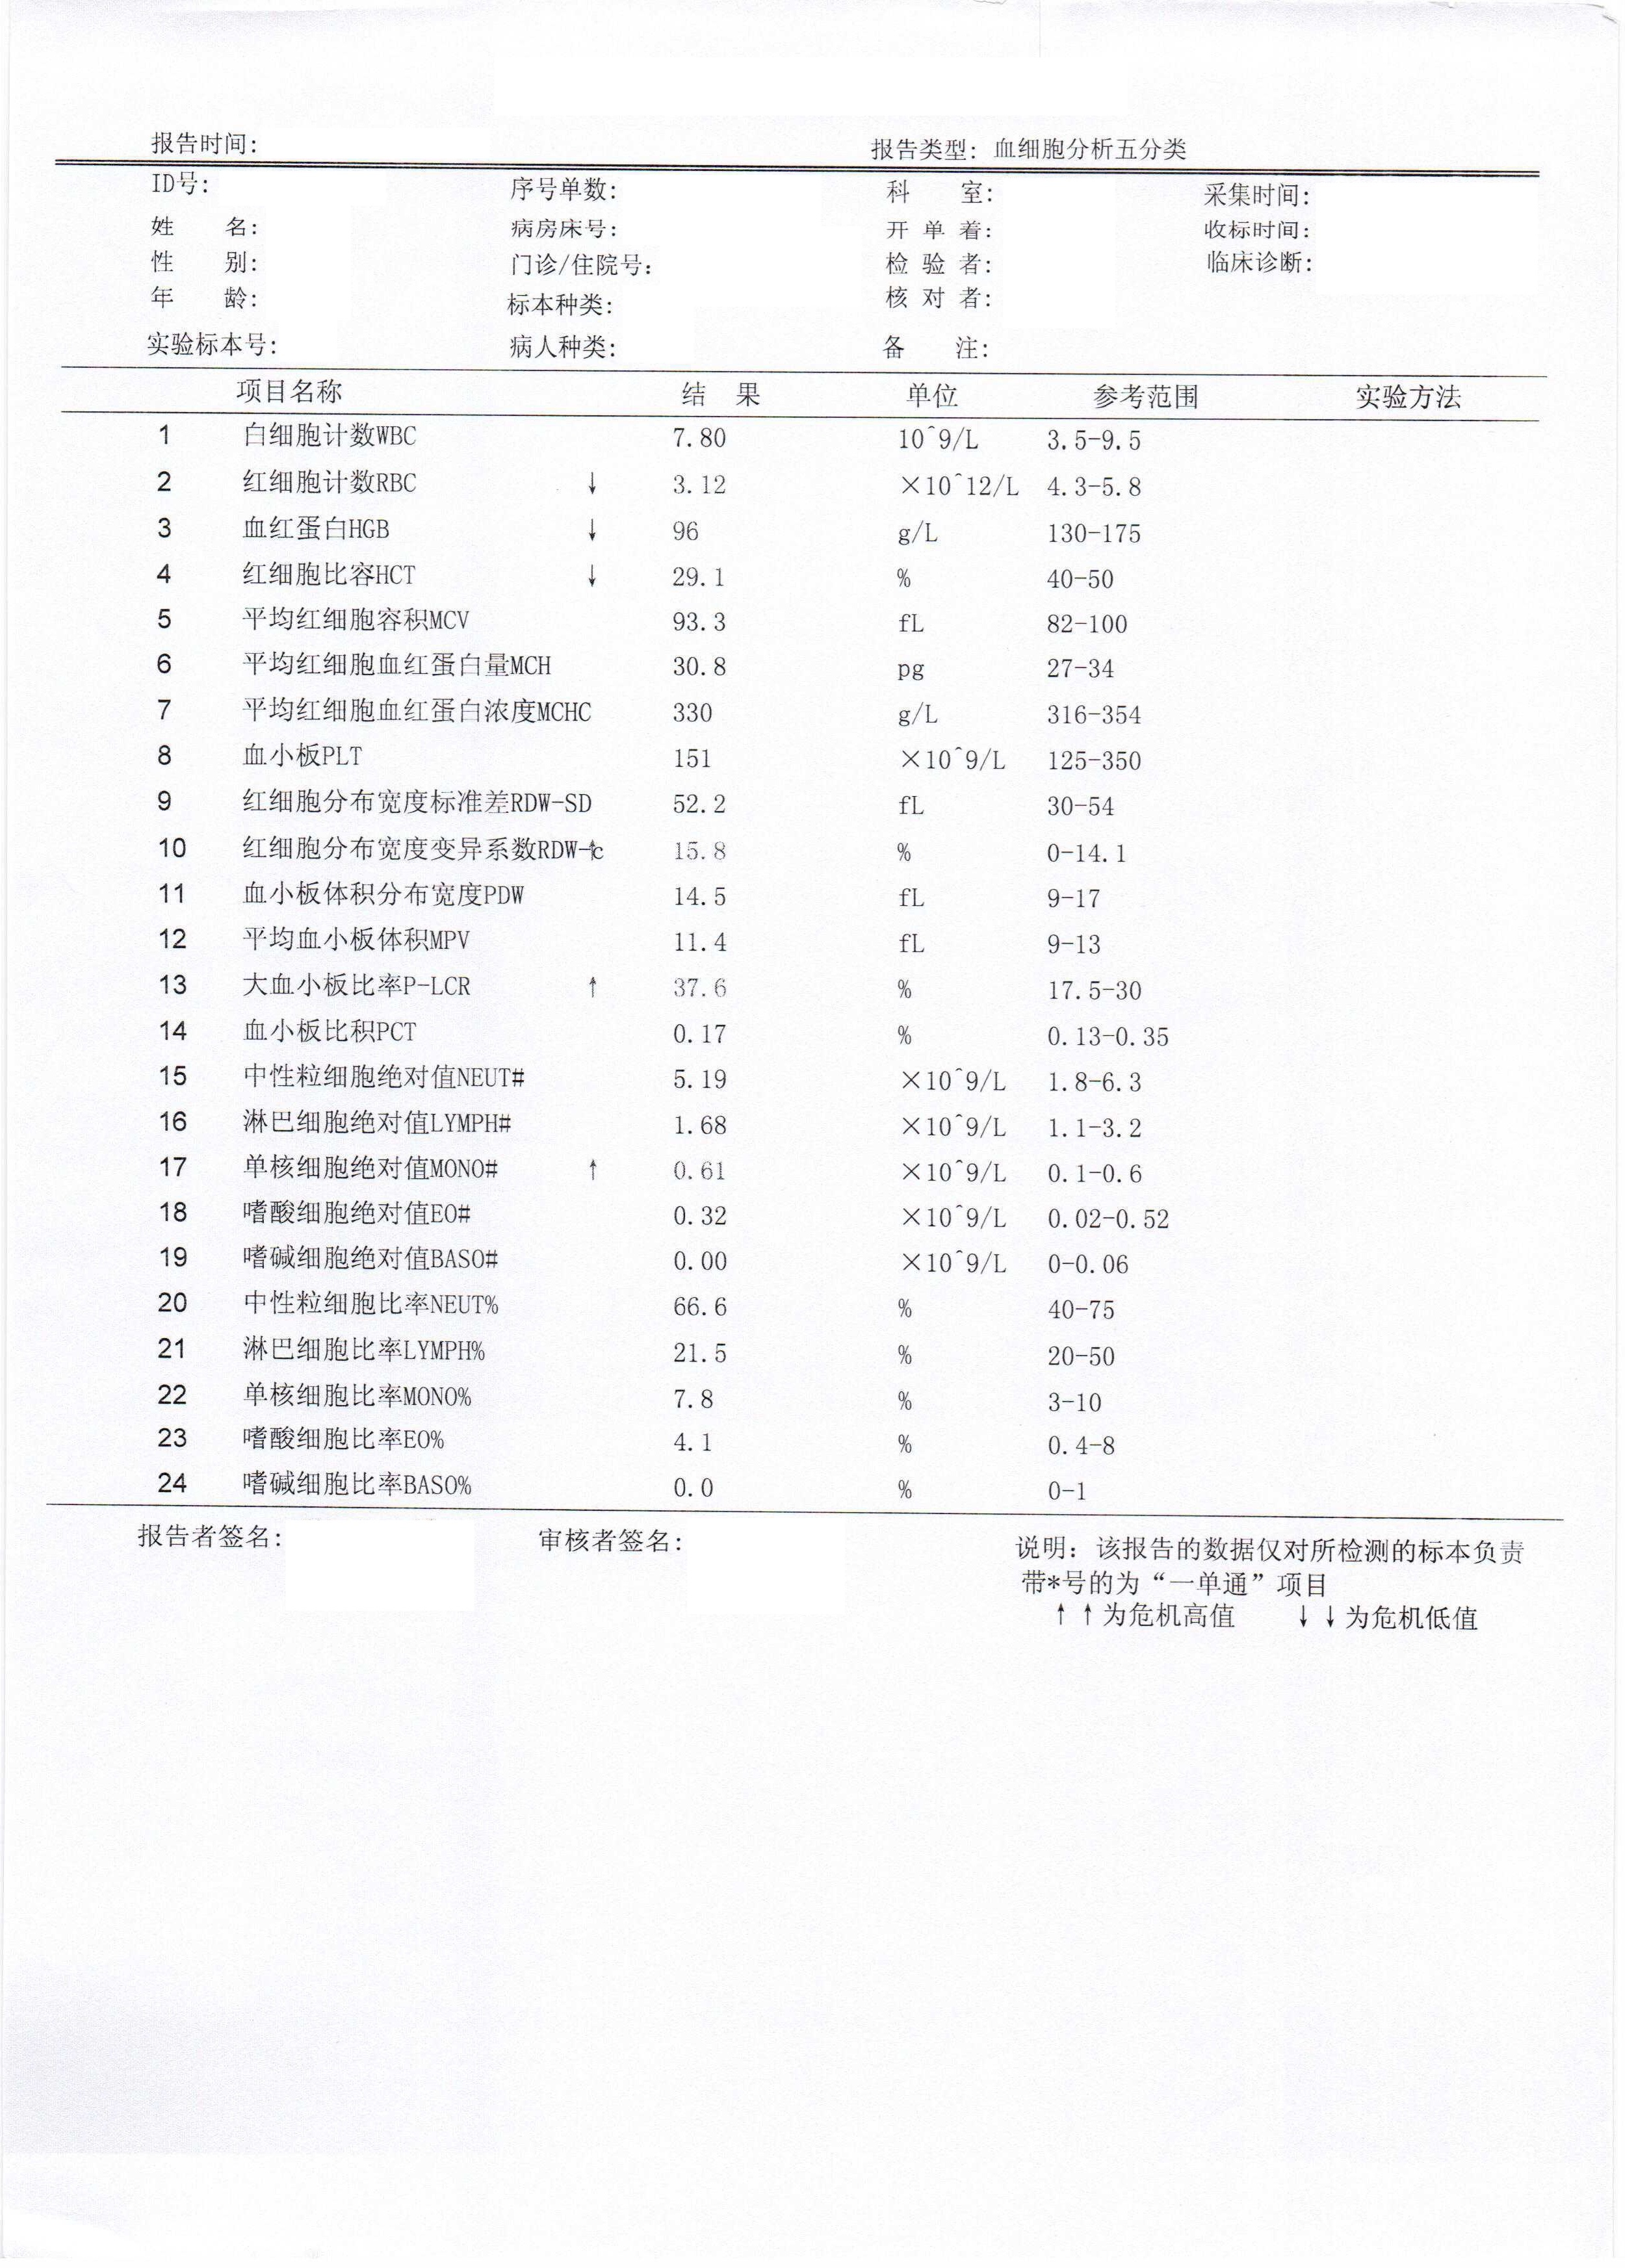 报告时间: 报告类型: 血细胞分析五分类
ID号: 序号单数: 科 室: 采集时间:
姓 名: 病房床号: 开 单 着: 收标时间:
性 别: 门诊/住院号: 检 验 者: 临床诊断:
年 龄: 标本种类: 核 对 者:
实验标本号: 病人种类: 备 注:
项目名称 结 果 单位 参考范围 实验方法
1 白细胞计数WBC 7.80 10^9/L 3.5-9.5
2 红细胞计数RBC ↓ 3.12 ×10^12/L 4.3-5.8
3 血红蛋白HGB ↓ 96 g/L 130-175
4 红细胞比容HCT ↓ 29.1 % 40-50
5 平均红细胞容积MCV 93.3 fL 82-100
6 平均红细胞血红蛋白量MCH 30.8 pg 27-34
7 平均红细胞血红蛋白浓度MCHC 330 g/L 316-354
8 血小板PLT 151 ×10^9/L 125-350
9 红细胞分布宽度标准差RDW-SD 52.2 fL 30-54
10 红细胞分布宽度变异系数RDW-c ↑ 15.8 % 0-14.1
11 血小板体积分布宽度PDW 14.5 fL 9-17
12 平均血小板体积MPV 11.4 fL 9-13
13 大血小板比率P-LCR ↑ 37.6 % 17.5-30
14 血小板比积PCT 0.17 % 0.13-0.35
15 中性粒细胞绝对值NEUT# 5.19 ×10^9/L 1.8-6.3
16 淋巴细胞绝对值LYMPH# 1.68 ×10^9/L 1.1-3.2
17 单核细胞绝对值MONO# ↑ 0.61 ×10^9/L 0.1-0.6
18 嗜酸细胞绝对值EO# 0.32 ×10^9/L 0.02-0.52
19 嗜碱细胞绝对值BASO# 0.00 ×10^9/L 0-0.06
20 中性粒细胞比率NEUT% 66.6 % 40-75
21 淋巴细胞比率LYMPH% 21.5 % 20-50
22 单核细胞比率MONO% 7.8 % 3-10
23 嗜酸细胞比率EO% 4.1 % 0.4-8
24 嗜碱细胞比率BASO% 0.0 % 0-1
报告者签名: 审核者签名: 说明: 该报告的数据仅对所检测的标本负责
带*号的为“一单通”项目
↑↑为危机高值 ↓↓为危机低值